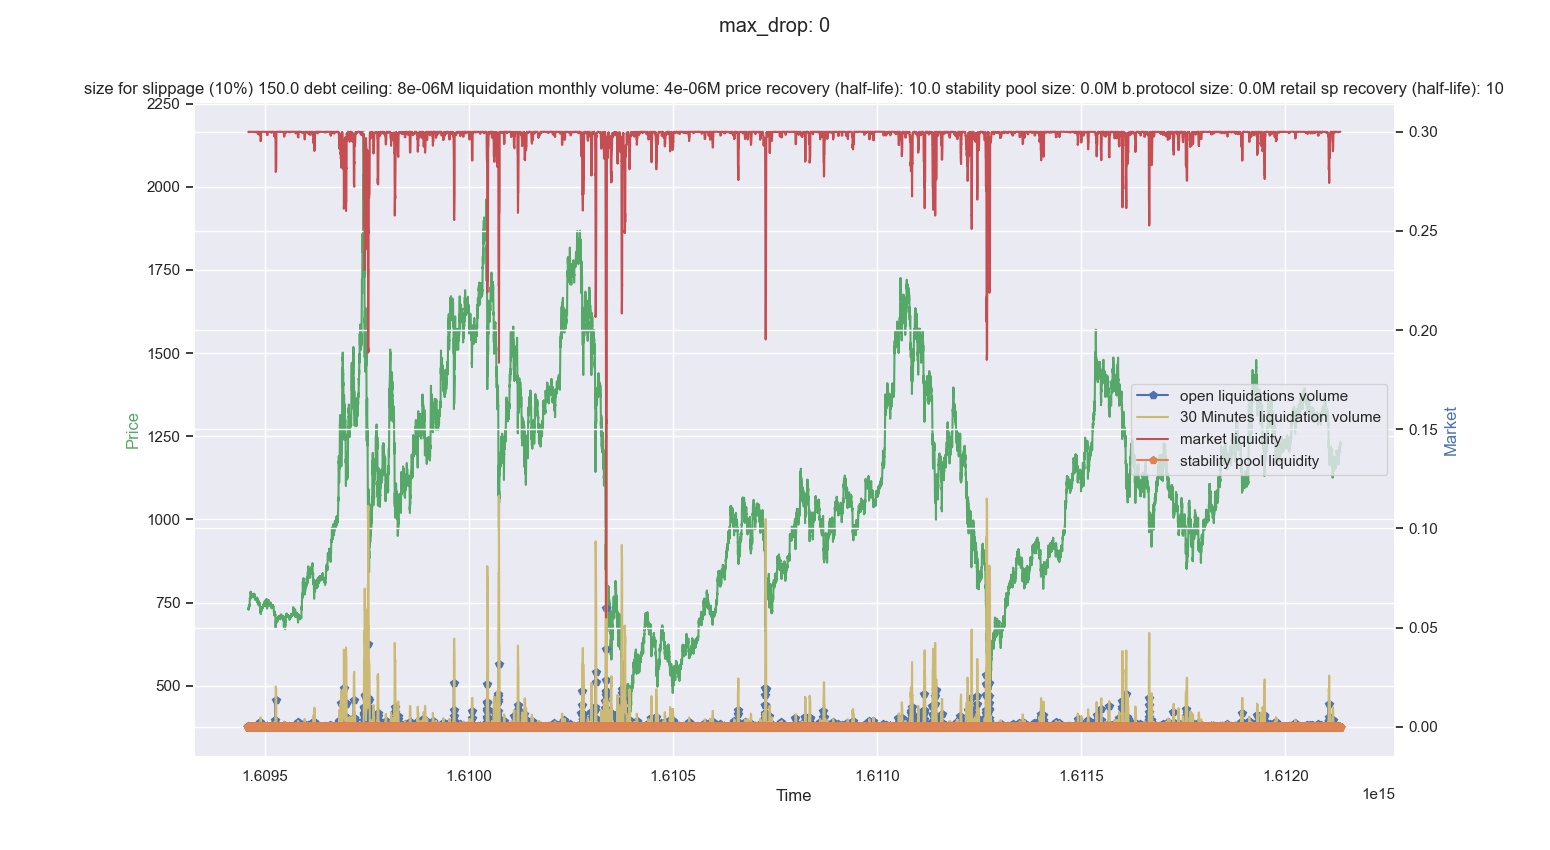 max_drop: 0
size for slippage (10%) 150.0 debt ceiling: 8e-06M liquidation monthly volume: 4e-06M price recovery (half-life): 10.0 stability pool size: 0.0M b.protocol size: 0.0M retail sp recovery (half-life): 10
2250
2000
1750
1500
1250
1000
750
500
Price
0.30
0.25
0.20
0.15
0.10
0.05
0.00
Market
open liquidations volume
30 Minutes liquidation volume
market liquidity
stability pool liquidity
1.6095
1.6100
1.6105
1.6110
1.6115
1.6120
1e15
Time